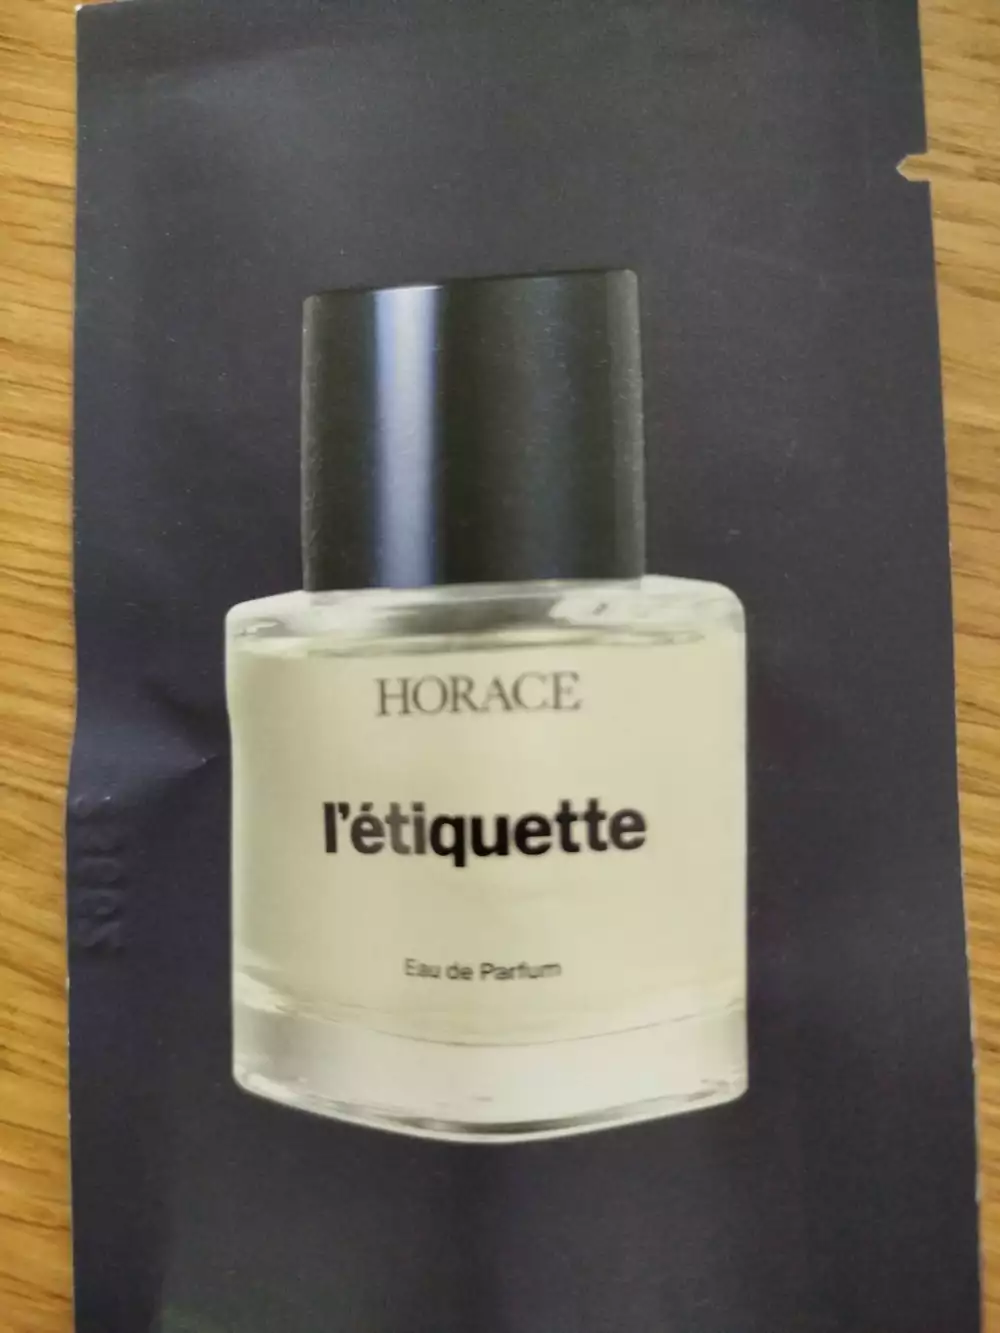 HORACE
l'étiquette
Eau de Parfum